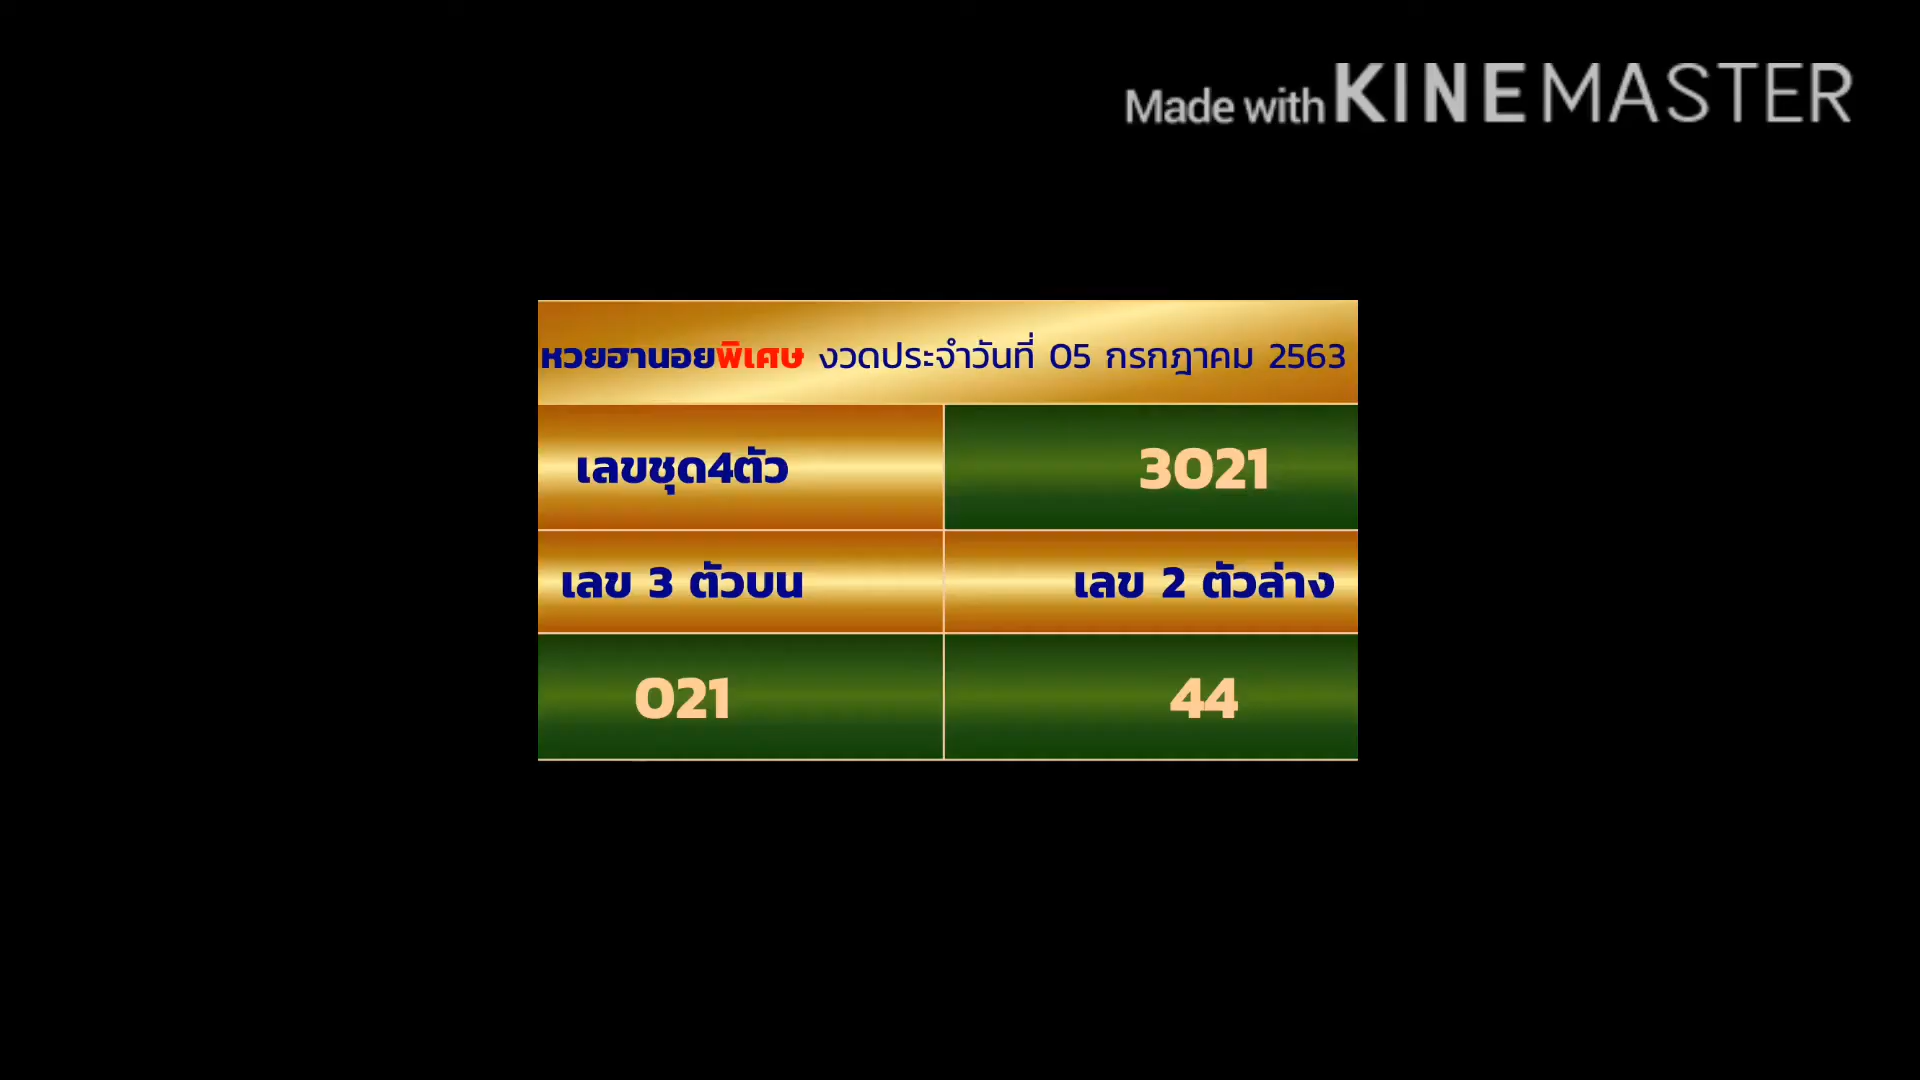 Made with KINEMASTER
หวยฮานอยพิเศษ งวดประจำวันที่ 05 กรกฎาคม 2563
เลขชุด4ตัว 3021
เลข 3 ตัวบน เลข 2 ตัวล่าง
021 44